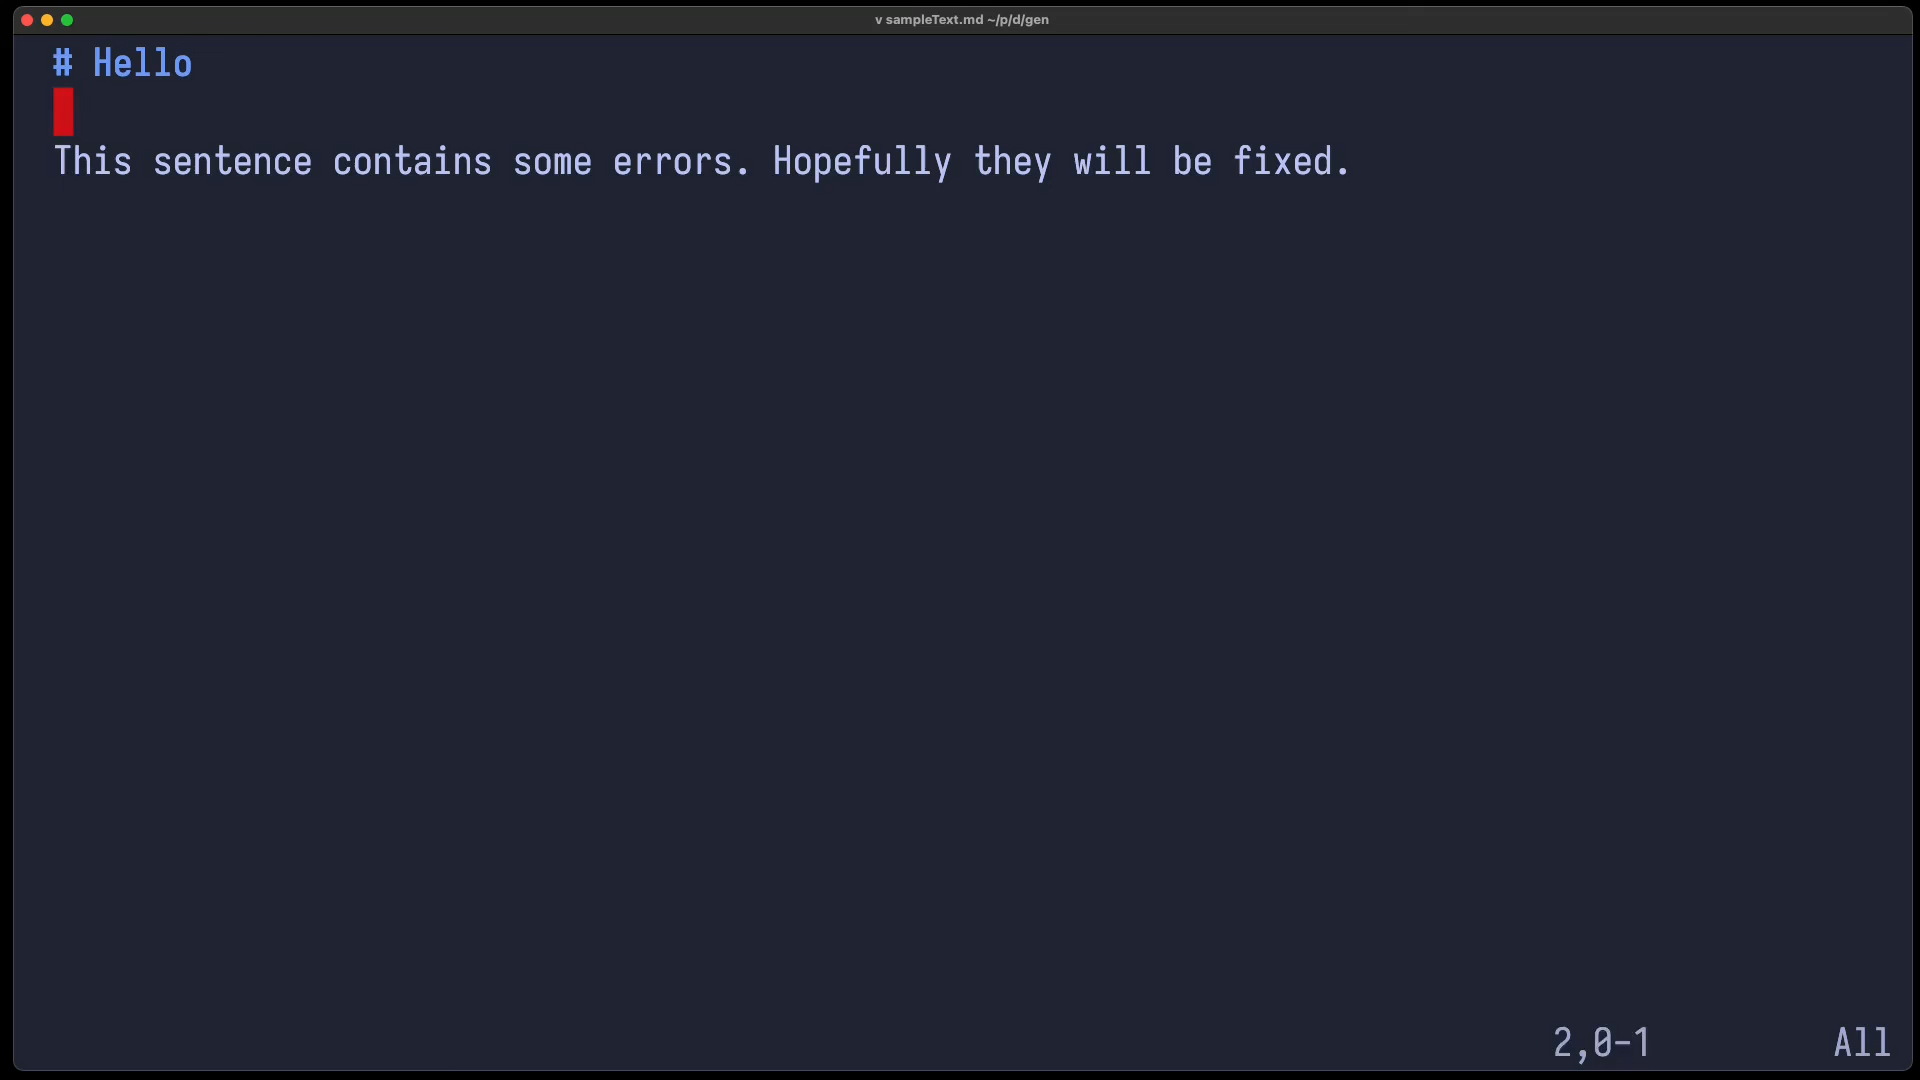 v sampleText.md ~/p/d/gen
# Hello
This sentence contains some errors. Hopefully they will be fixed.
2,0-1 All